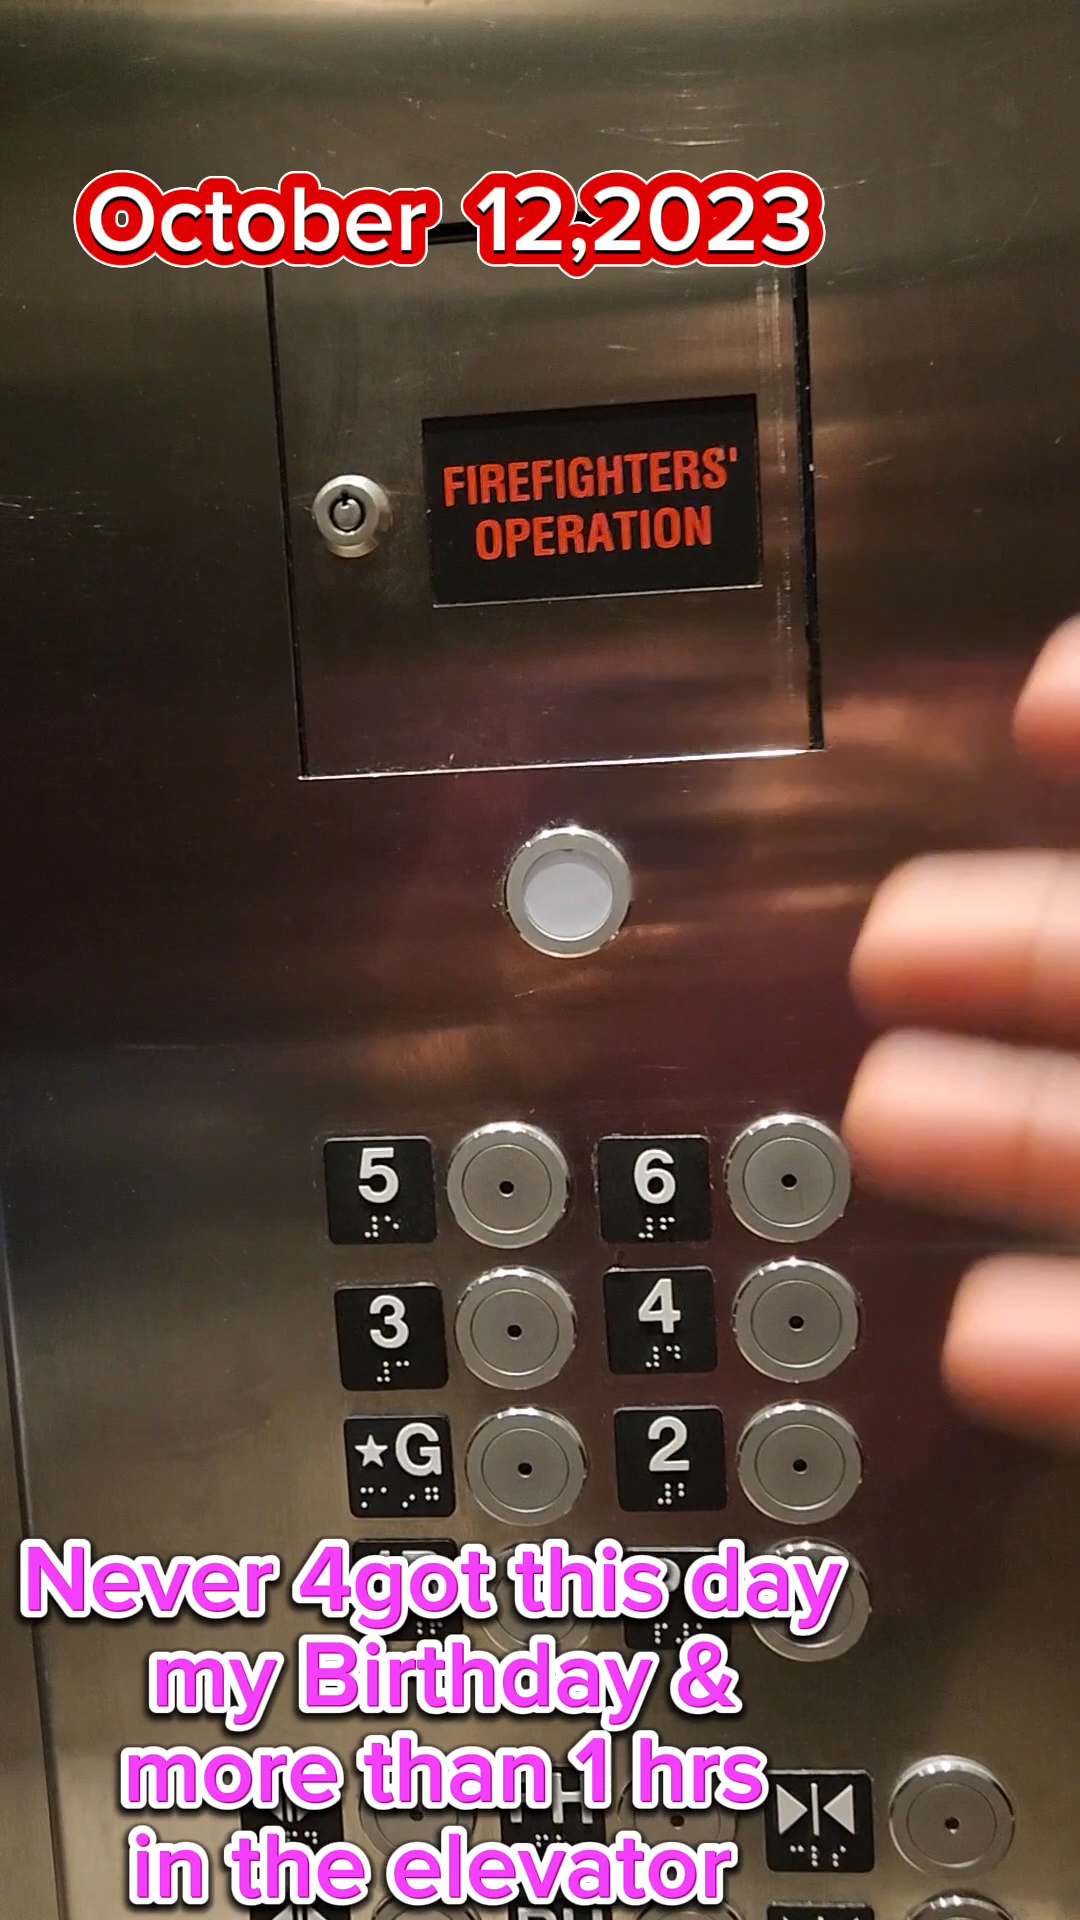 October 12,2023
FIREFIGHTERS'
OPERATION
5 6
3 4
★G 2
Never 4got this day
my Birthday &
more than 1 hrs
in the elevator